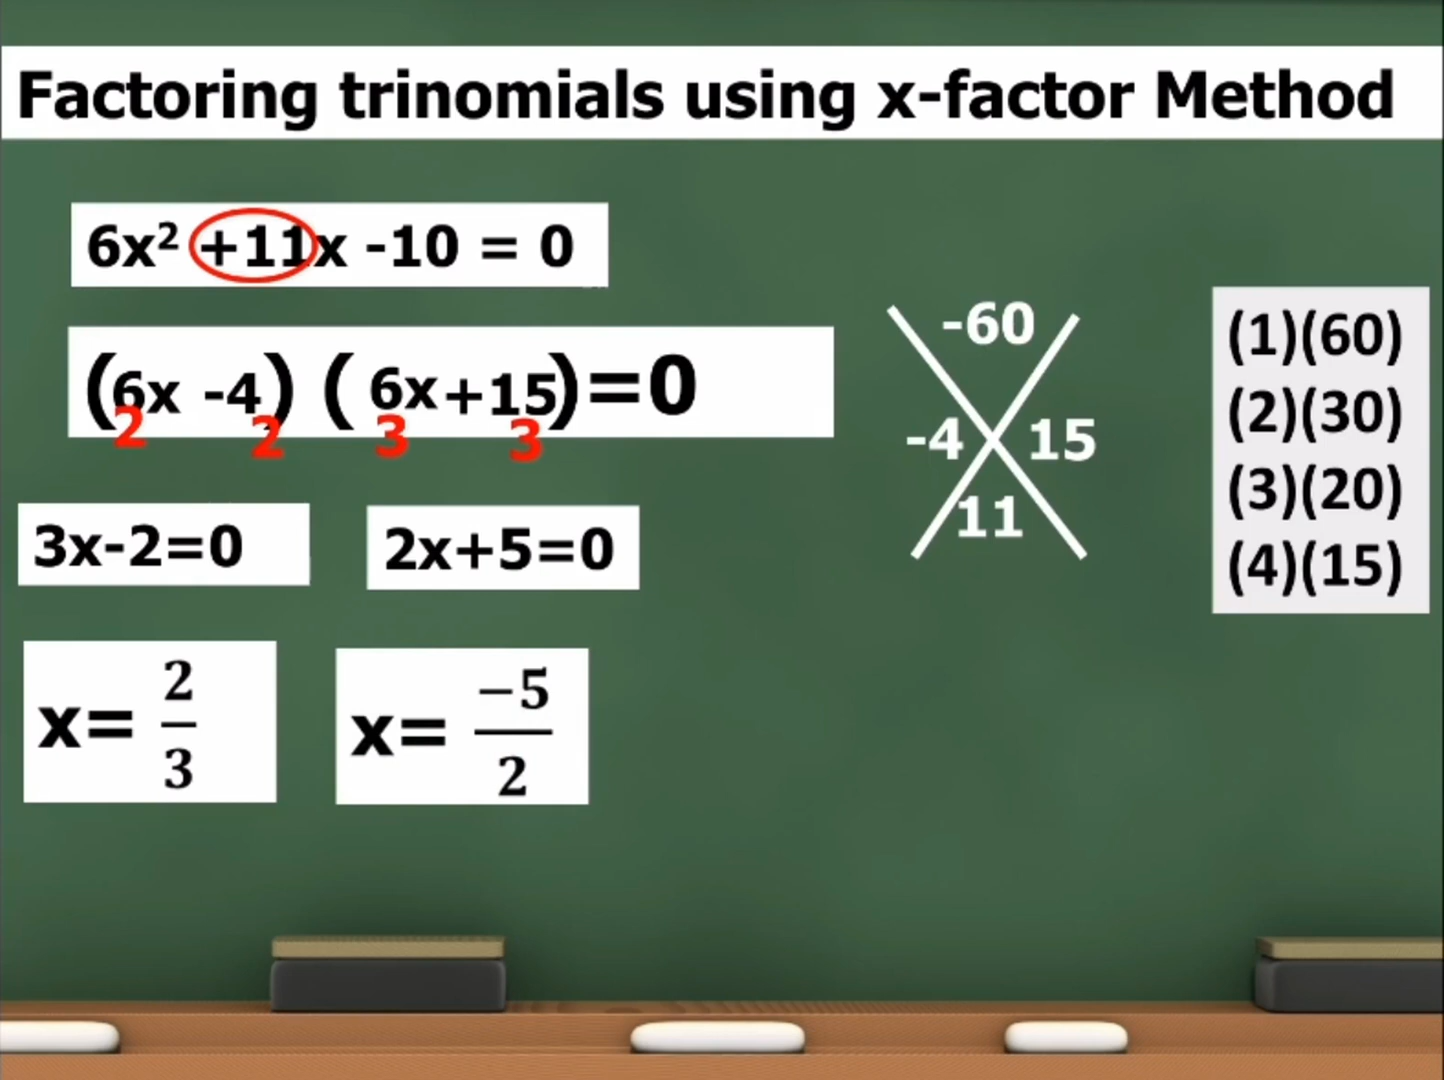 Factoring trinomials using x-factor Method
6x² +11x -10 = 0
(6x -4) ( 6x+15)=0
2 2 3 3
3x-2=0
2x+5=0
x= 2/3
x= −5/2
-60
-4 15
11
(1)(60)
(2)(30)
(3)(20)
(4)(15)